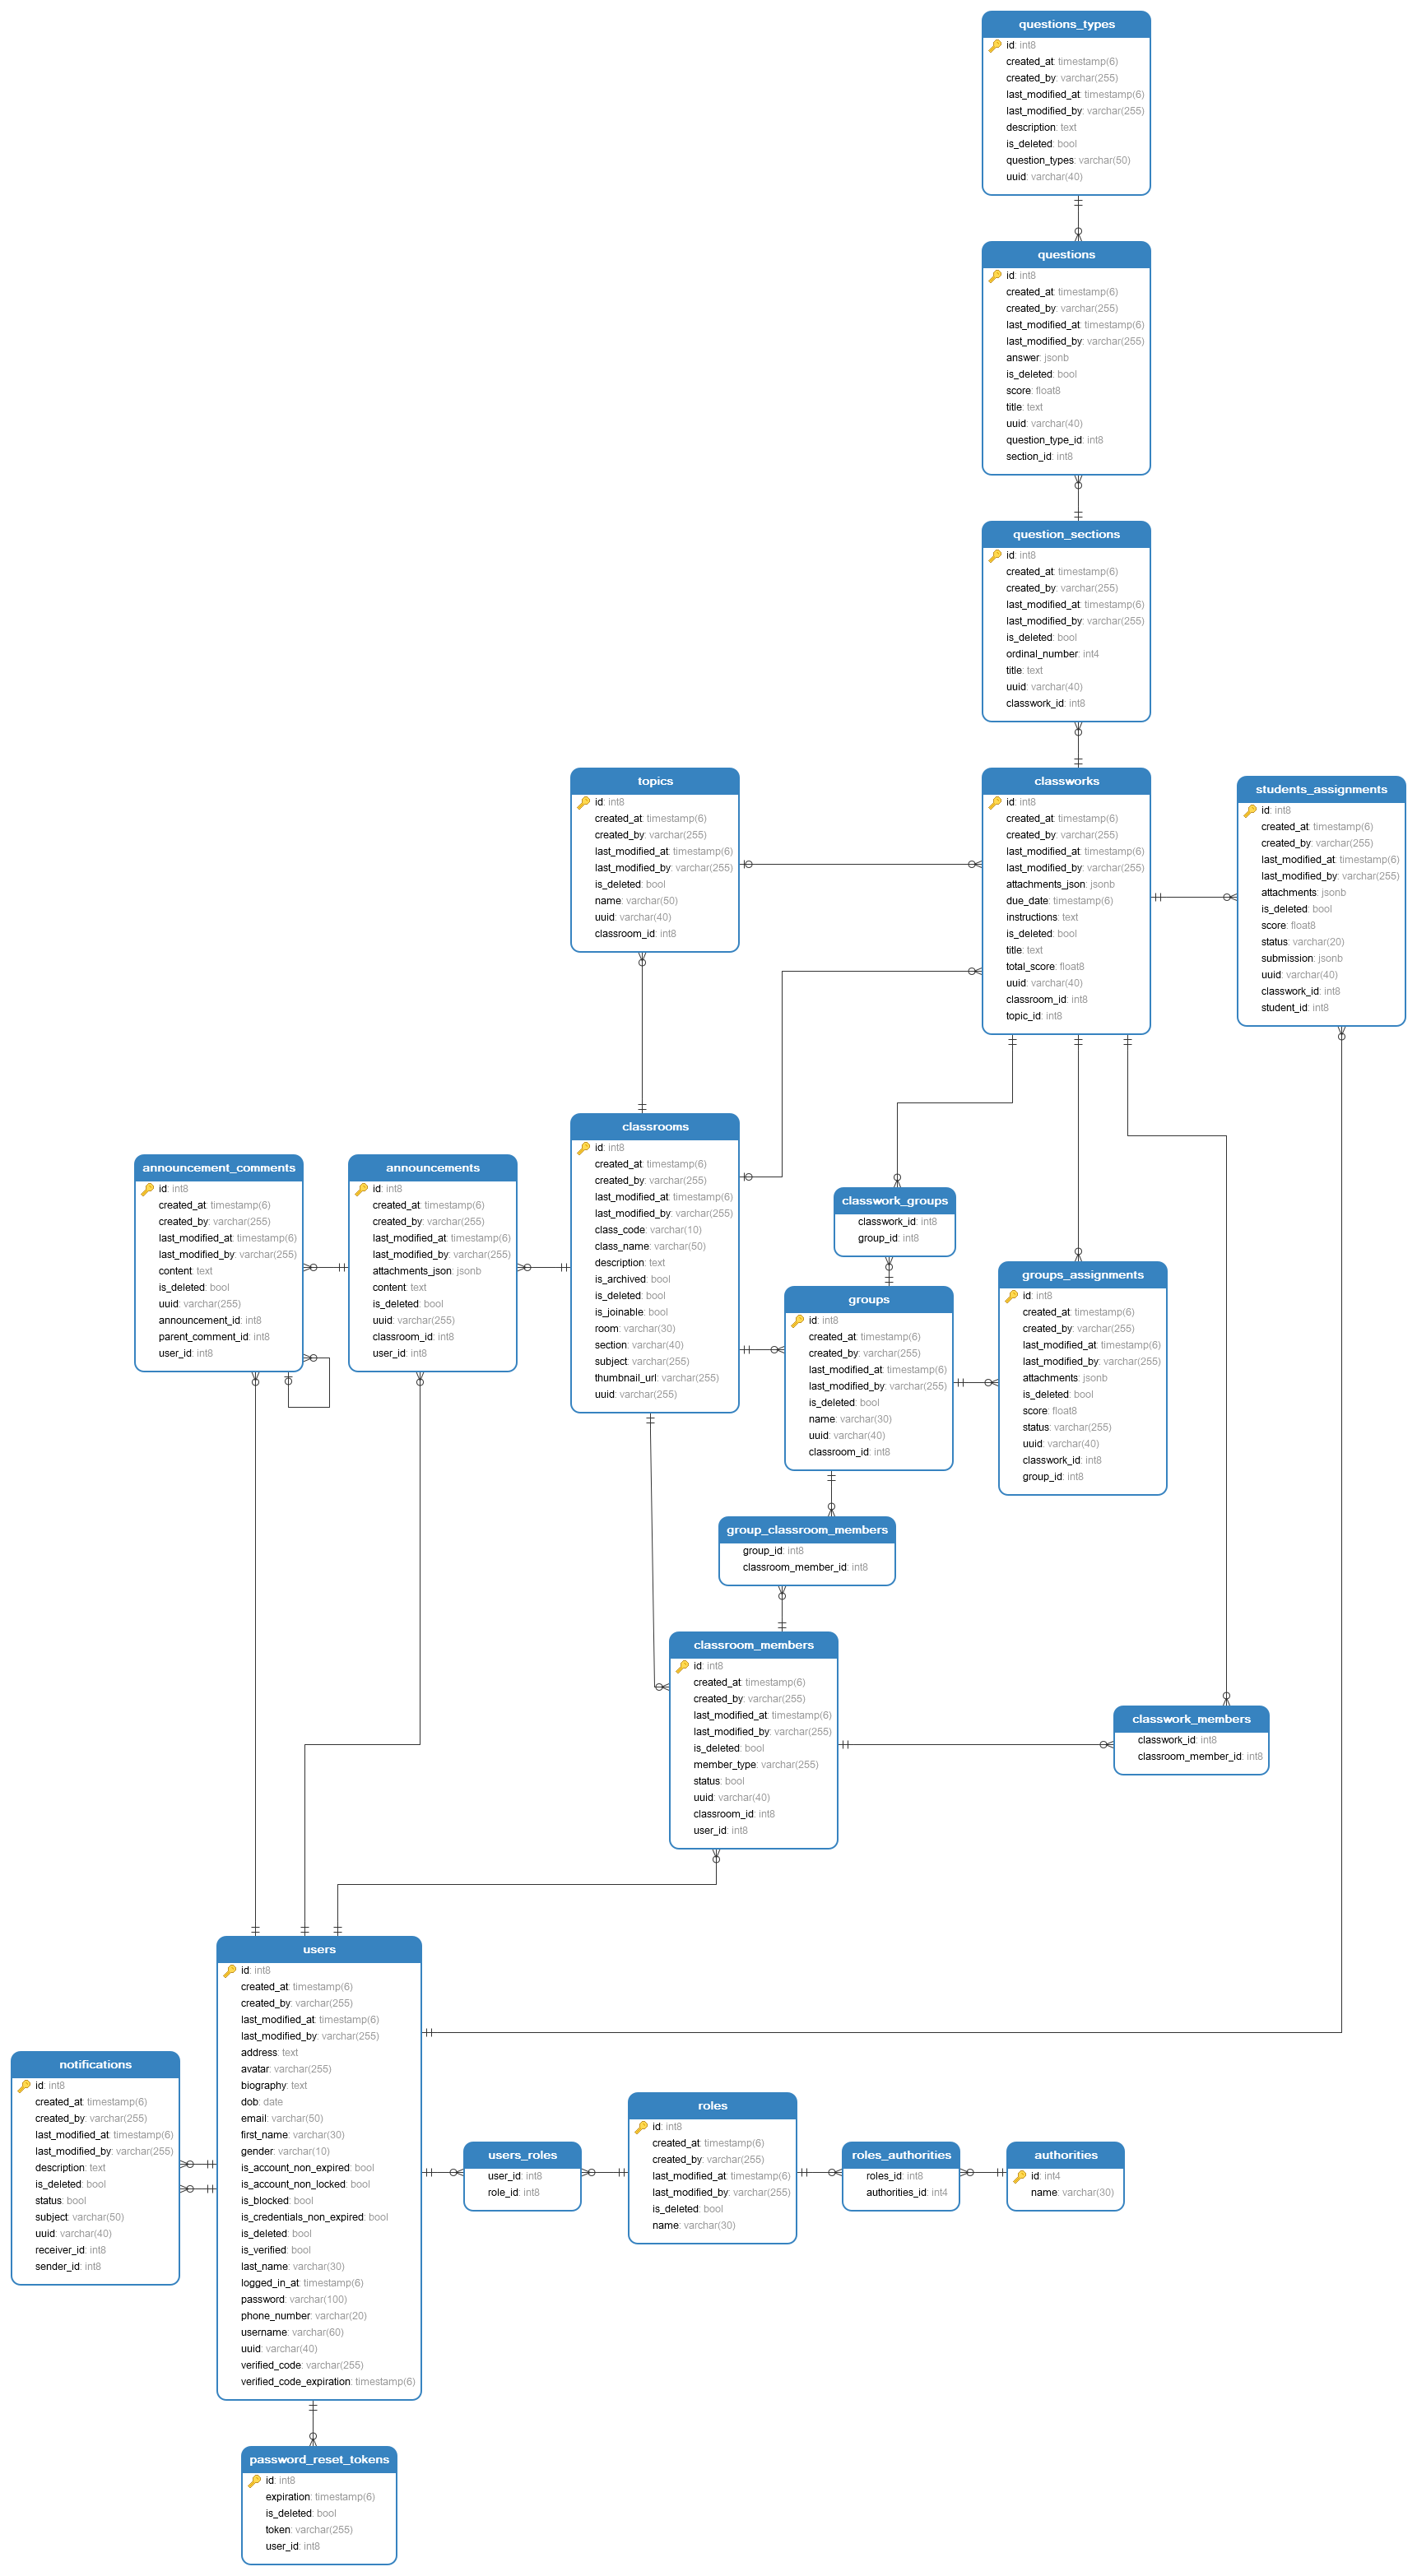 questions_types
id: int8
created_at: timestamp(6)
created_by: varchar(255)
last_modified_at: timestamp(6)
last_modified_by: varchar(255)
description: text
is_deleted: bool
question_types: varchar(50)
uuid: varchar(40)
questions
id: int8
created_at: timestamp(6)
created_by: varchar(255)
last_modified_at: timestamp(6)
last_modified_by: varchar(255)
answer: jsonb
is_deleted: bool
score: float8
title: text
uuid: varchar(40)
question_type_id: int8
section_id: int8
question_sections
id: int8
created_at: timestamp(6)
created_by: varchar(255)
last_modified_at: timestamp(6)
last_modified_by: varchar(255)
is_deleted: bool
ordinal_number: int4
title: text
uuid: varchar(40)
classwork_id: int8
topics
id: int8
created_at: timestamp(6)
created_by: varchar(255)
last_modified_at: timestamp(6)
last_modified_by: varchar(255)
is_deleted: bool
name: varchar(50)
uuid: varchar(40)
classroom_id: int8
classworks
id: int8
created_at: timestamp(6)
created_by: varchar(255)
last_modified_at: timestamp(6)
last_modified_by: varchar(255)
attachments_json: jsonb
due_date: timestamp(6)
instructions: text
is_deleted: bool
title: text
total_score: float8
uuid: varchar(40)
classroom_id: int8
topic_id: int8
students_assignments
id: int8
created_at: timestamp(6)
created_by: varchar(255)
last_modified_at: timestamp(6)
last_modified_by: varchar(255)
attachments: jsonb
is_deleted: bool
score: float8
status: varchar(20)
submission: jsonb
uuid: varchar(40)
classwork_id: int8
student_id: int8
announcement_comments
id: int8
created_at: timestamp(6)
created_by: varchar(255)
last_modified_at: timestamp(6)
last_modified_by: varchar(255)
content: text
is_deleted: bool
uuid: varchar(255)
announcement_id: int8
parent_comment_id: int8
user_id: int8
announcements
id: int8
created_at: timestamp(6)
created_by: varchar(255)
last_modified_at: timestamp(6)
last_modified_by: varchar(255)
attachments_json: jsonb
content: text
is_deleted: bool
uuid: varchar(255)
classroom_id: int8
user_id: int8
classrooms
id: int8
created_at: timestamp(6)
created_by: varchar(255)
last_modified_at: timestamp(6)
last_modified_by: varchar(255)
class_code: varchar(10)
class_name: varchar(50)
description: text
is_archived: bool
is_deleted: bool
is_joinable: bool
room: varchar(30)
section: varchar(40)
subject: varchar(255)
thumbnail_url: varchar(255)
uuid: varchar(255)
classwork_groups
classwork_id: int8
group_id: int8
groups
id: int8
created_at: timestamp(6)
created_by: varchar(255)
last_modified_at: timestamp(6)
last_modified_by: varchar(255)
is_deleted: bool
name: varchar(30)
uuid: varchar(40)
classroom_id: int8
groups_assignments
id: int8
created_at: timestamp(6)
created_by: varchar(255)
last_modified_at: timestamp(6)
last_modified_by: varchar(255)
attachments: jsonb
is_deleted: bool
score: float8
status: varchar(255)
uuid: varchar(40)
classwork_id: int8
group_id: int8
group_classroom_members
group_id: int8
classroom_member_id: int8
classroom_members
id: int8
created_at: timestamp(6)
created_by: varchar(255)
last_modified_at: timestamp(6)
last_modified_by: varchar(255)
is_deleted: bool
member_type: varchar(255)
status: bool
uuid: varchar(40)
classroom_id: int8
user_id: int8
classwork_members
classwork_id: int8
classroom_member_id: int8
users
id: int8
created_at: timestamp(6)
created_by: varchar(255)
last_modified_at: timestamp(6)
last_modified_by: varchar(255)
address: text
avatar: varchar(255)
biography: text
dob: date
email: varchar(50)
first_name: varchar(30)
gender: varchar(10)
is_account_non_expired: bool
is_account_non_locked: bool
is_blocked: bool
is_credentials_non_expired: bool
is_deleted: bool
is_verified: bool
last_name: varchar(30)
logged_in_at: timestamp(6)
password: varchar(100)
phone_number: varchar(20)
username: varchar(60)
uuid: varchar(40)
verified_code: varchar(255)
verified_code_expiration: timestamp(6)
notifications
id: int8
created_at: timestamp(6)
created_by: varchar(255)
last_modified_at: timestamp(6)
last_modified_by: varchar(255)
description: text
is_deleted: bool
status: bool
subject: varchar(50)
uuid: varchar(40)
receiver_id: int8
sender_id: int8
users_roles
user_id: int8
role_id: int8
roles
id: int8
created_at: timestamp(6)
created_by: varchar(255)
last_modified_at: timestamp(6)
last_modified_by: varchar(255)
is_deleted: bool
name: varchar(30)
roles_authorities
roles_id: int8
authorities_id: int4
authorities
id: int4
name: varchar(30)
password_reset_tokens
id: int8
expiration: timestamp(6)
is_deleted: bool
token: varchar(255)
user_id: int8